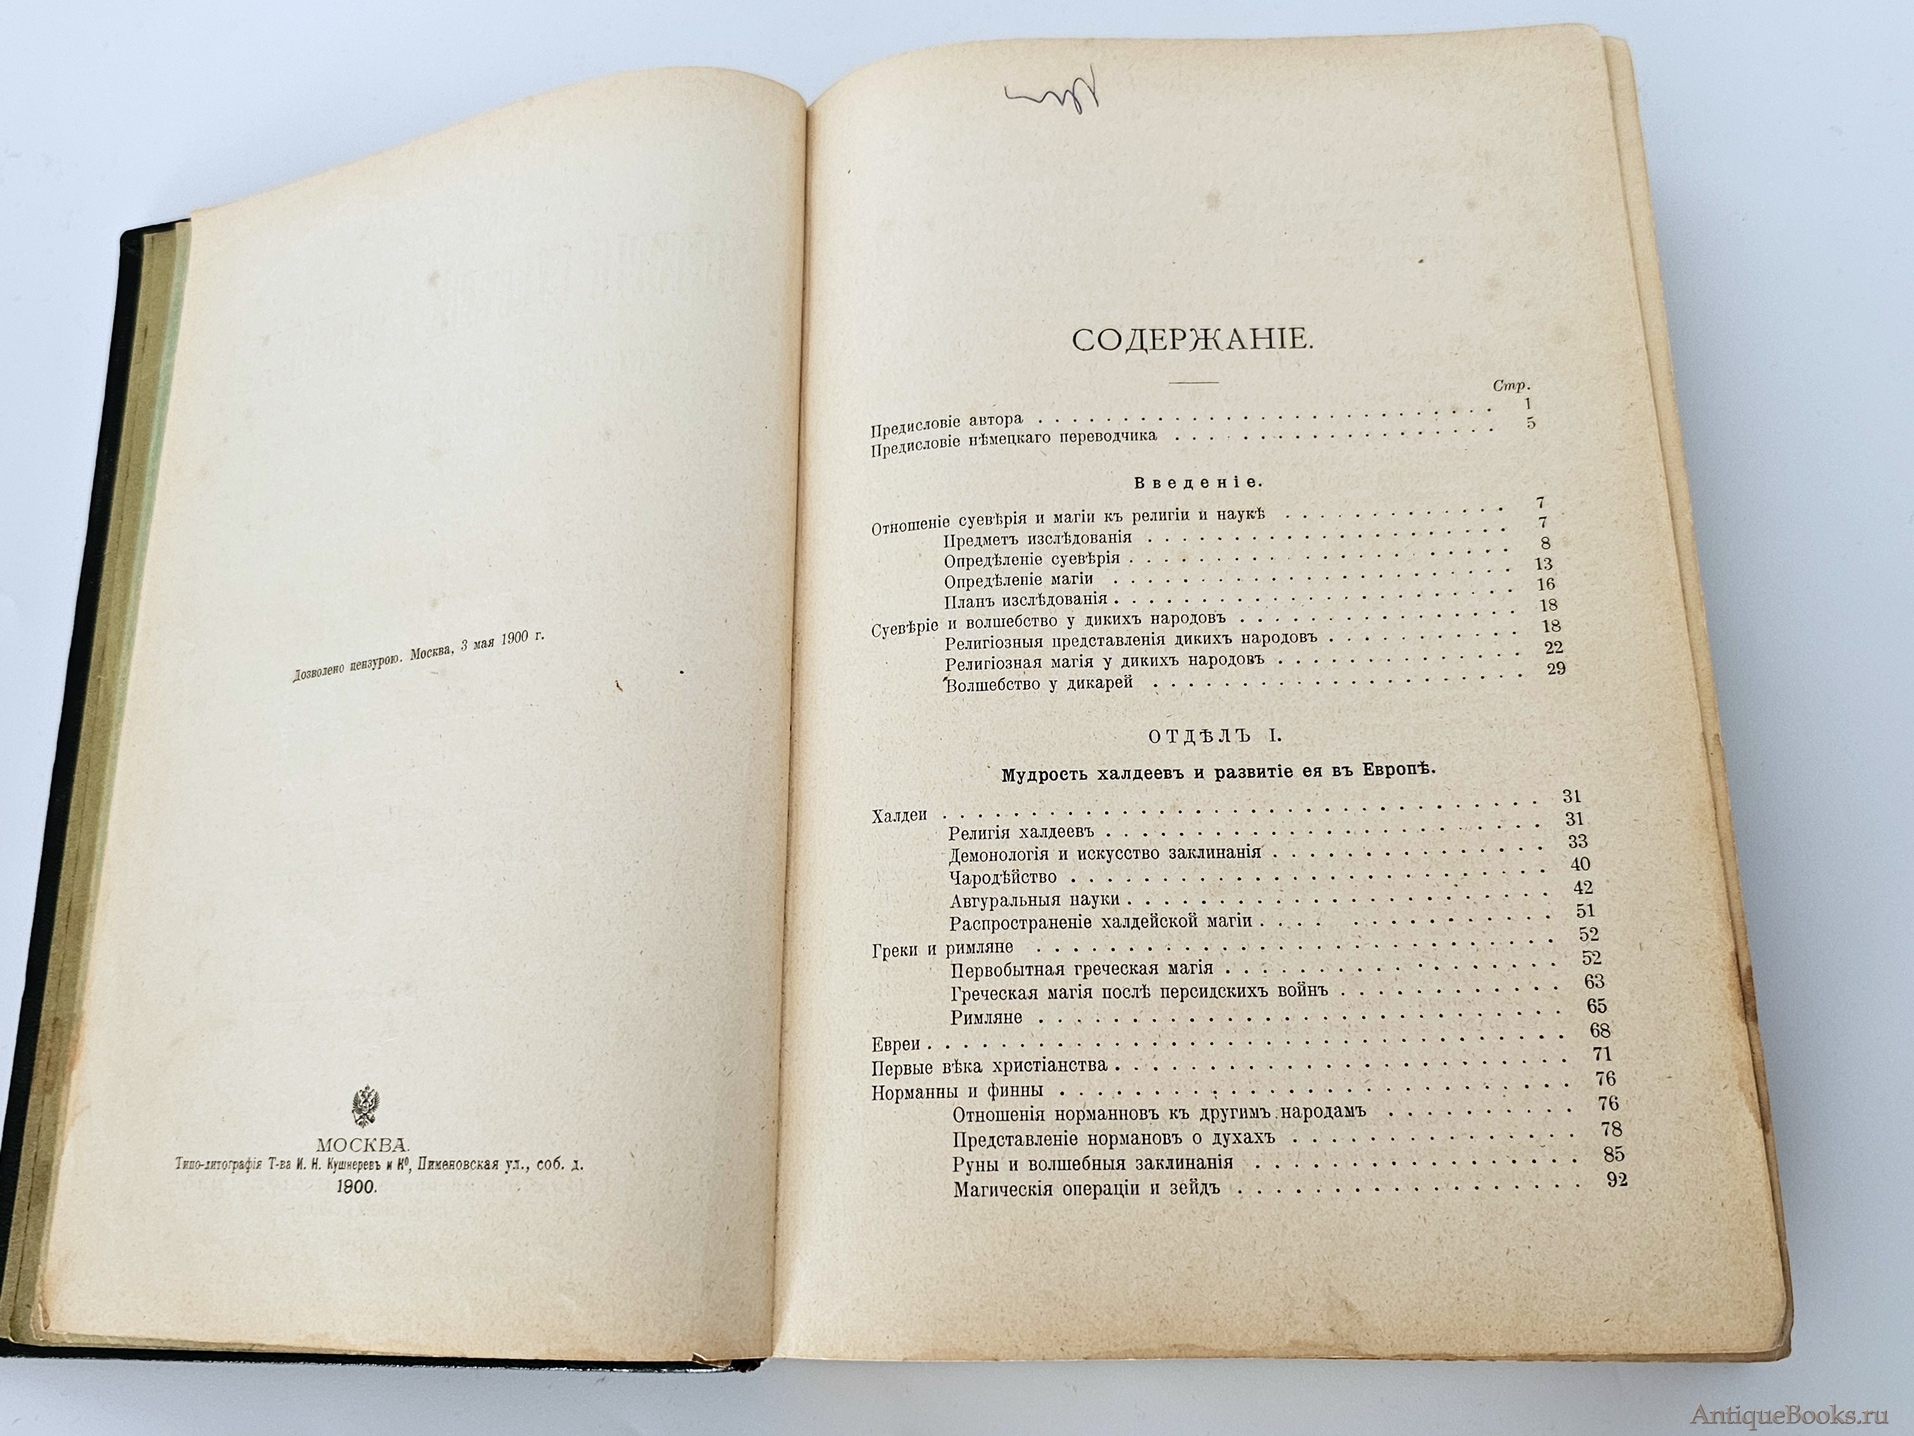 Дозволено цензурою. Москва, 3 мая 1900 г.
МОСКВА.
Типо-литографія Т-ва И. Н. Кушнеревъ и Ко, Пименовская ул., соб. д.
1900.
СОДЕРЖАНІЕ.
Стр.
Предисловіе автора . . . . . . . . . . . . . . . . . . . . . . . . . . . 1
Предисловіе нѣмецкаго переводчика . . . . . . . . . . . . . . . . . . 5
Введеніе.
Отношеніе суевѣрія и магіи къ религіи и наукѣ . . . . . . . . . . . . . 7
Предметъ изслѣдованія . . . . . . . . . . . . . . . . . . . . . 7
Опредѣленіе суевѣрія . . . . . . . . . . . . . . . . . . . . . . 8
Опредѣленіе магіи . . . . . . . . . . . . . . . . . . . . . . . 13
Планъ изслѣдованія . . . . . . . . . . . . . . . . . . . . . . . 16
Суевѣріе и волшебство у дикихъ народовъ . . . . . . . . . . . . . . . . 18
Религіозныя представленія дикихъ народовъ . . . . . . . . . . . 18
Религіозная магія у дикихъ народовъ . . . . . . . . . . . . . . 22
Волшебство у дикарей . . . . . . . . . . . . . . . . . . . . . . 29
ОТДѢЛЪ I.
Мудрость халдеевъ и развитіе ея въ Европѣ.
Халдеи . . . . . . . . . . . . . . . . . . . . . . . . . . . . . . . . . 31
Религія халдеевъ . . . . . . . . . . . . . . . . . . . . . . . . 31
Демонологія и искусство заклинанія . . . . . . . . . . . . . . . 33
Чародѣйство . . . . . . . . . . . . . . . . . . . . . . . . . . 40
Авгуральныя науки . . . . . . . . . . . . . . . . . . . . . . . 42
Распространеніе халдейской магіи . . . . . . . . . . . . . . . . 51
Греки и римляне . . . . . . . . . . . . . . . . . . . . . . . . . . . . 52
Первобытная греческая магія . . . . . . . . . . . . . . . . . . 52
Греческая магія послѣ персидскихъ войнъ . . . . . . . . . . . . 63
Римляне . . . . . . . . . . . . . . . . . . . . . . . . . . . . 65
Евреи . . . . . . . . . . . . . . . . . . . . . . . . . . . . . . . . . 68
Первые вѣка христіанства . . . . . . . . . . . . . . . . . . . . . . . . 71
Норманны и финны . . . . . . . . . . . . . . . . . . . . . . . . . . . 76
Отношенія норманновъ къ другимъ народамъ . . . . . . . . . . 76
Представленіе нормановъ о духахъ . . . . . . . . . . . . . . . 78
Руны и волшебныя заклинанія . . . . . . . . . . . . . . . . . . 85
Магическія операціи и зейдъ . . . . . . . . . . . . . . . . . . 92
AntiqueBooks.ru